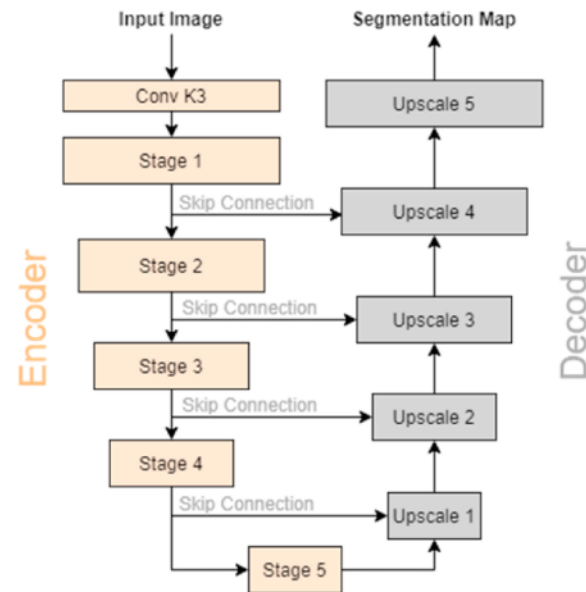 Input Image
Segmentation Map
Conv K3
Upscale 5
Stage 1
Skip Connection
Upscale 4
Stage 2
Skip Connection
Upscale 3
Stage 3
Skip Connection
Upscale 2
Stage 4
Skip Connection
Upscale 1
Stage 5
Encoder
Decoder